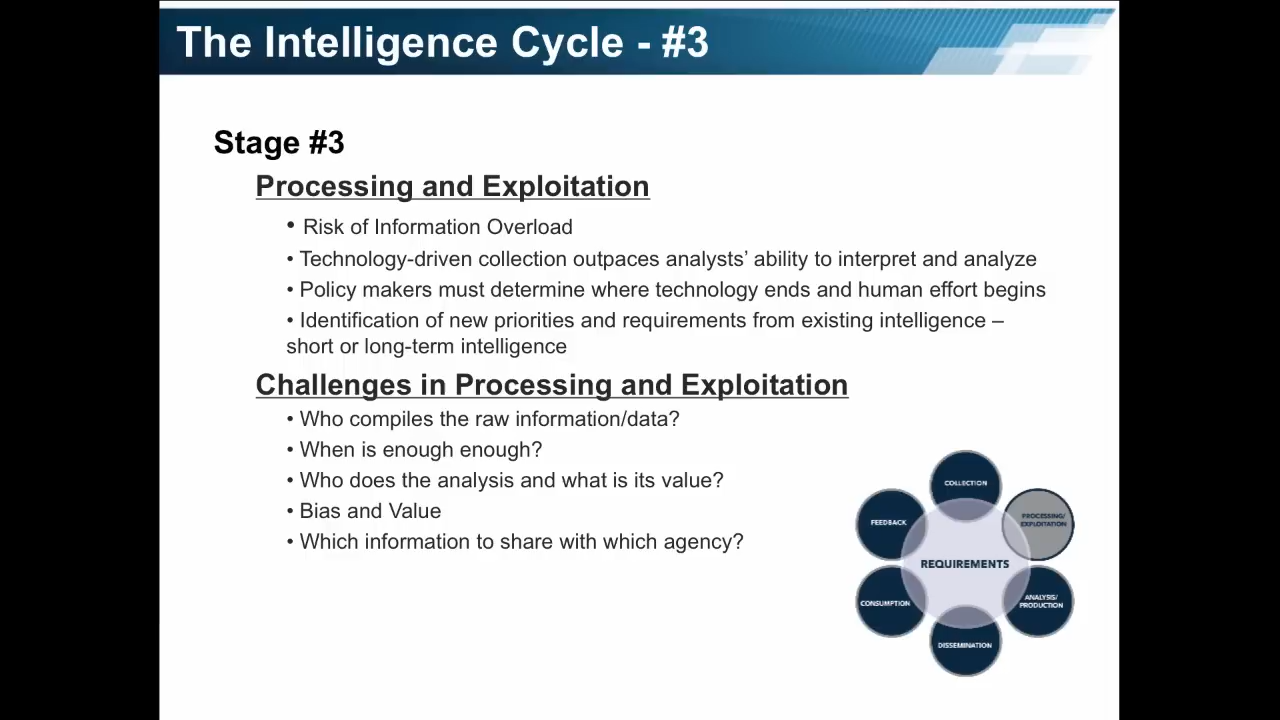 The Intelligence Cycle - #3
Stage #3
Processing and Exploitation
• Risk of Information Overload
• Technology-driven collection outpaces analysts’ ability to interpret and analyze
• Policy makers must determine where technology ends and human effort begins
• Identification of new priorities and requirements from existing intelligence –
short or long-term intelligence
Challenges in Processing and Exploitation
• Who compiles the raw information/data?
• When is enough enough?
• Who does the analysis and what is its value?
• Bias and Value
• Which information to share with which agency?
COLLECTION
PROCESSING/
EXPLOITATION
FEEDBACK
REQUIREMENTS
ANALYSIS/
PRODUCTION
CONSUMPTION
DISSEMINATION